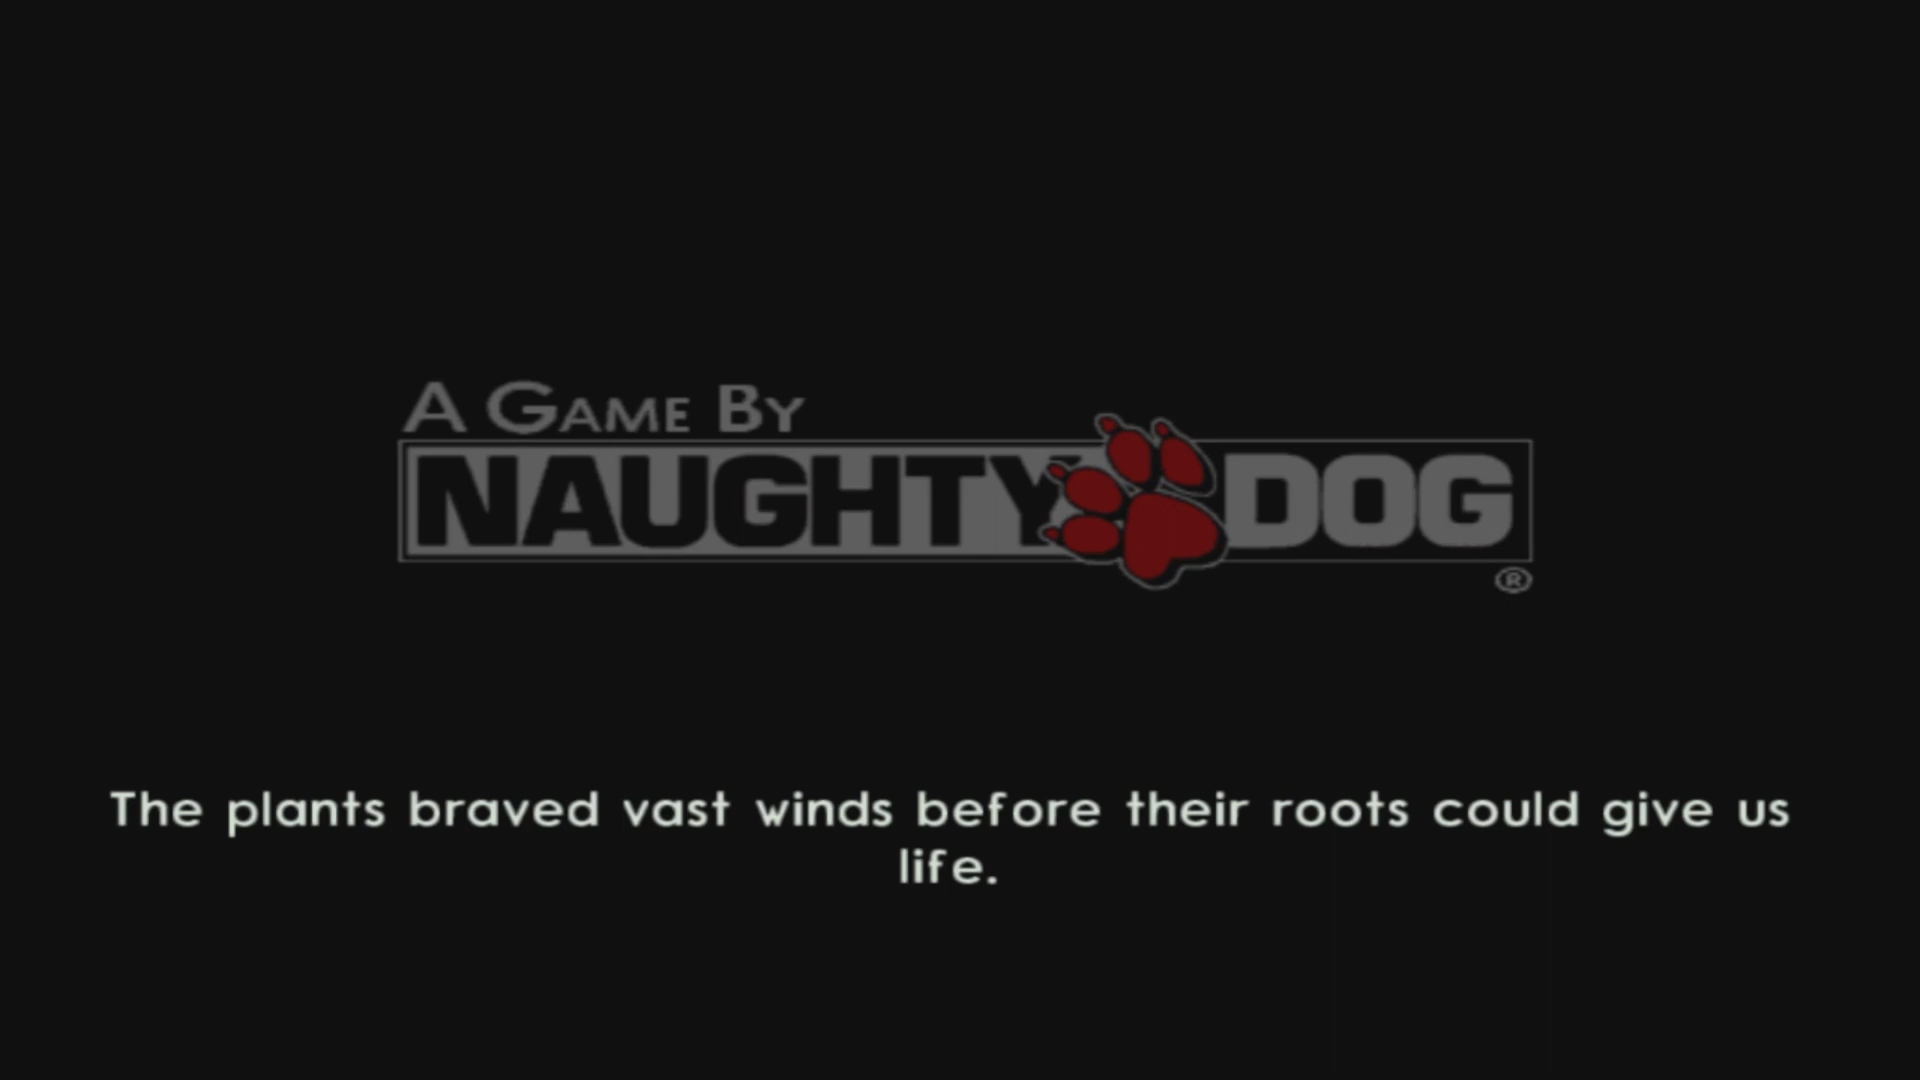 A GAME BY
NAUGHTY DOG
®
The plants braved vast winds before their roots could give us
life.